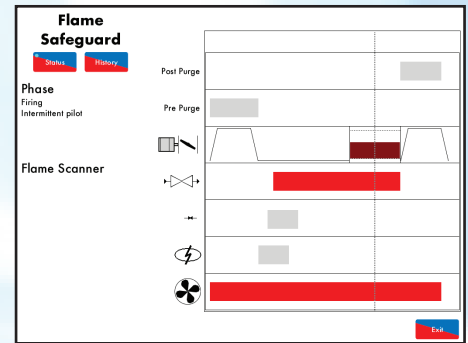 Flame
Safeguard
Status
History
Post Purge
Phase
Firing
Intermittent pilot
Pre Purge
Flame Scanner
Exit